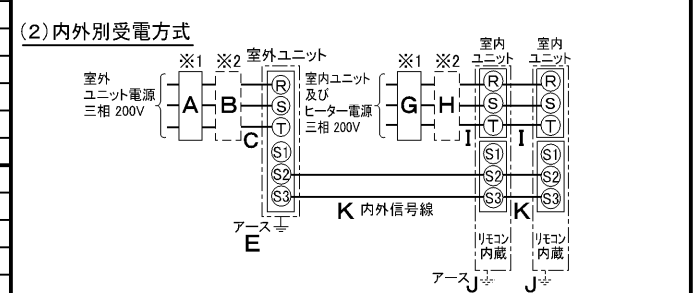 (2)内外別受電方式
※1 ※2 室外ユニット
室外
ユニット電源
三相 200V
A B
C
R
S
T
S1
S2
S3
アース
E
※1 ※2
室内ユニット
及び
ヒーター電源
三相 200V
G H
I I
室内
ユニット
R
S
T
S1
S2
S3
リモコン
内蔵
室内
ユニット
R
S
T
S1
S2
S3
リモコン
内蔵
K 内外信号線
K
アース J
J